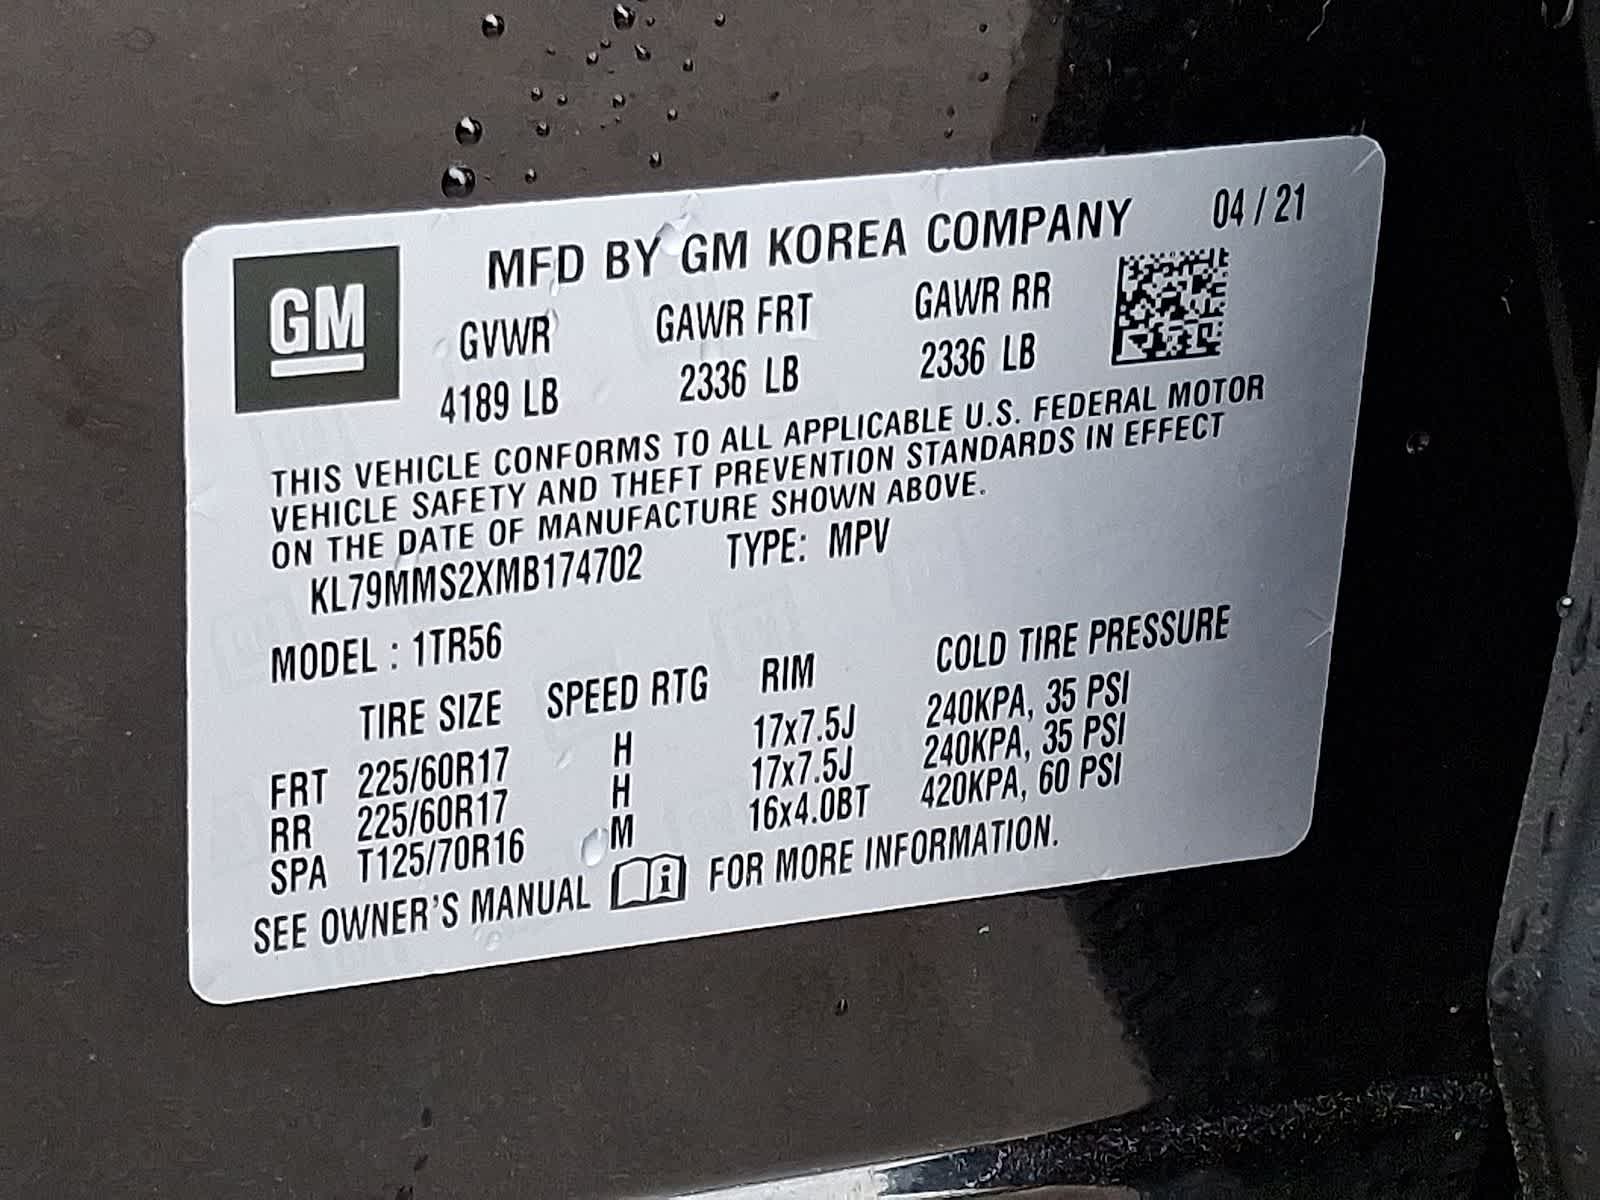 MFD BY GM KOREA COMPANY 04 / 21
GM
GVWR GAWR FRT GAWR RR
4189 LB 2336 LB 2336 LB
THIS VEHICLE CONFORMS TO ALL APPLICABLE U.S. FEDERAL MOTOR
VEHICLE SAFETY AND THEFT PREVENTION STANDARDS IN EFFECT
ON THE DATE OF MANUFACTURE SHOWN ABOVE.
KL79MMS2XMB174702 TYPE: MPV
MODEL : 1TR56
TIRE SIZE SPEED RTG RIM COLD TIRE PRESSURE
FRT 225/60R17 H 17x7.5J 240KPA, 35 PSI
RR 225/60R17 H 17x7.5J 240KPA, 35 PSI
SPA T125/70R16 M 16x4.0BT 420KPA, 60 PSI
SEE OWNER'S MANUAL i FOR MORE INFORMATION.